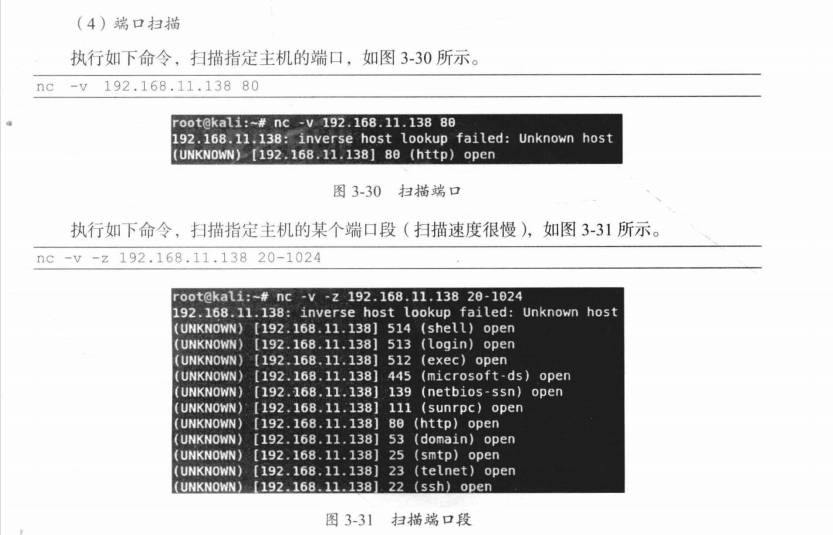 （4）端口扫描
执行如下命令，扫描指定主机的端口，如图 3-30 所示。
nc -v 192.168.11.138 80
root@kali:~# nc -v 192.168.11.138 80
192.168.11.138: inverse host lookup failed: Unknown host
(UNKNOWN) [192.168.11.138] 80 (http) open
图 3-30 扫描端口
执行如下命令，扫描指定主机的某个端口段（扫描速度很慢），如图 3-31 所示。
nc -v -z 192.168.11.138 20-1024
root@kali:~# nc -v -z 192.168.11.138 20-1024
192.168.11.138: inverse host lookup failed: Unknown host
(UNKNOWN) [192.168.11.138] 514 (shell) open
(UNKNOWN) [192.168.11.138] 513 (login) open
(UNKNOWN) [192.168.11.138] 512 (exec) open
(UNKNOWN) [192.168.11.138] 445 (microsoft-ds) open
(UNKNOWN) [192.168.11.138] 139 (netbios-ssn) open
(UNKNOWN) [192.168.11.138] 111 (sunrpc) open
(UNKNOWN) [192.168.11.138] 80 (http) open
(UNKNOWN) [192.168.11.138] 53 (domain) open
(UNKNOWN) [192.168.11.138] 25 (smtp) open
(UNKNOWN) [192.168.11.138] 23 (telnet) open
(UNKNOWN) [192.168.11.138] 22 (ssh) open
图 3-31 扫描端口段